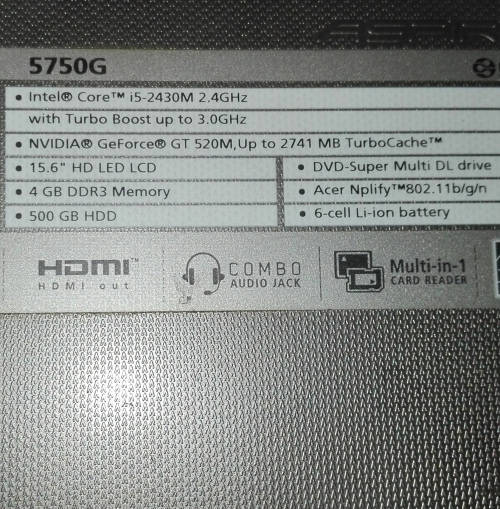 5750G
• Intel® Core™ i5-2430M 2.4GHz
with Turbo Boost up to 3.0GHz
• NVIDIA® GeForce® GT 520M,Up to 2741 MB TurboCache™
• 15.6" HD LED LCD
• DVD-Super Multi DL drive
• 4 GB DDR3 Memory
• Acer Nplify™802.11b/g/n
• 500 GB HDD
• 6-cell Li-ion battery
HDMI™
HDMI out
COMBO
AUDIO JACK
Multi-in-1
CARD READER